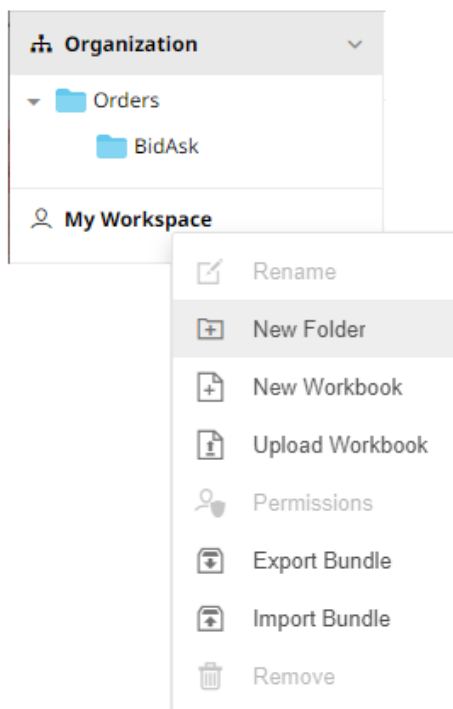 Organization
Orders
BidAsk
My Workspace
Rename
New Folder
New Workbook
Upload Workbook
Permissions
Export Bundle
Import Bundle
Remove